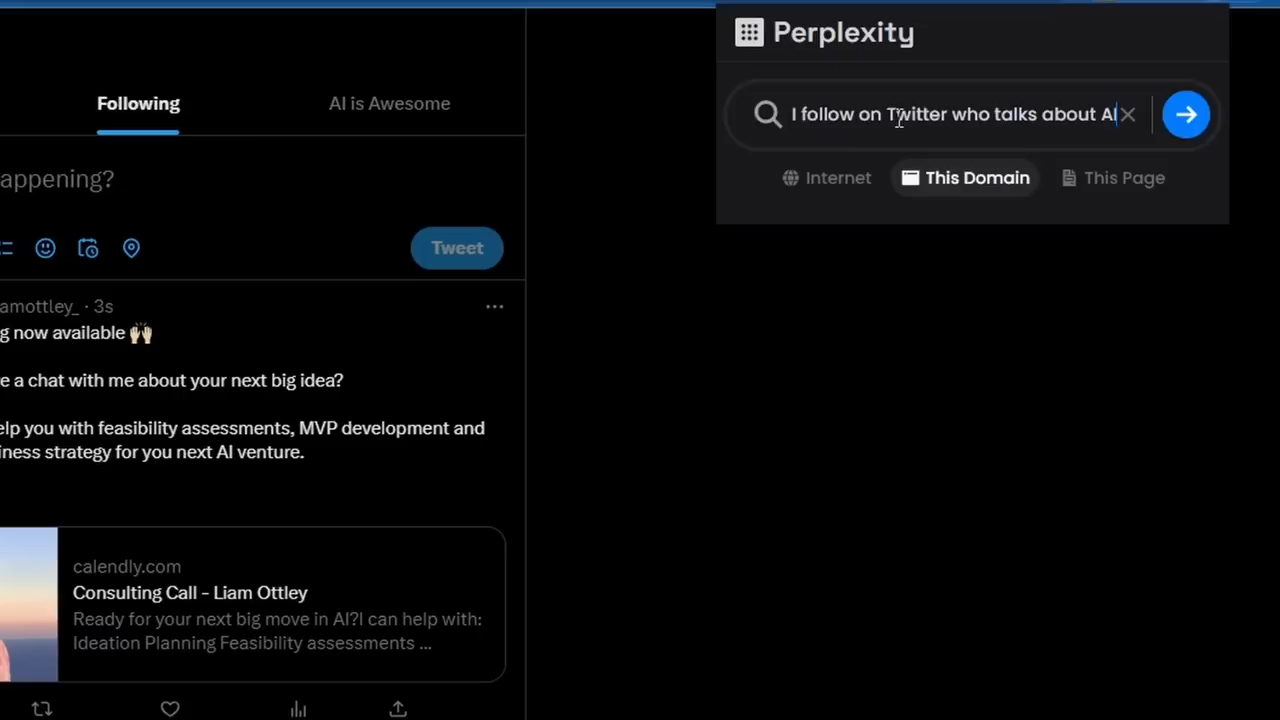 Perplexity
Following
AI is Awesome
I follow on Twitter who talks about AI
Internet
This Domain
This Page
appening?
Tweet
amottley_ · 3s
g now available 🙌🏻
e a chat with me about your next big idea?
elp you with feasibility assessments, MVP development and
iness strategy for you next AI venture.
calendly.com
Consulting Call - Liam Ottley
Ready for your next big move in AI?I can help with:
Ideation Planning Feasibility assessments ...